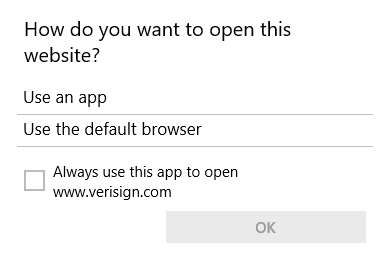 How do you want to open this
website?
Use an app
Use the default browser
Always use this app to open
www.verisign.com
OK